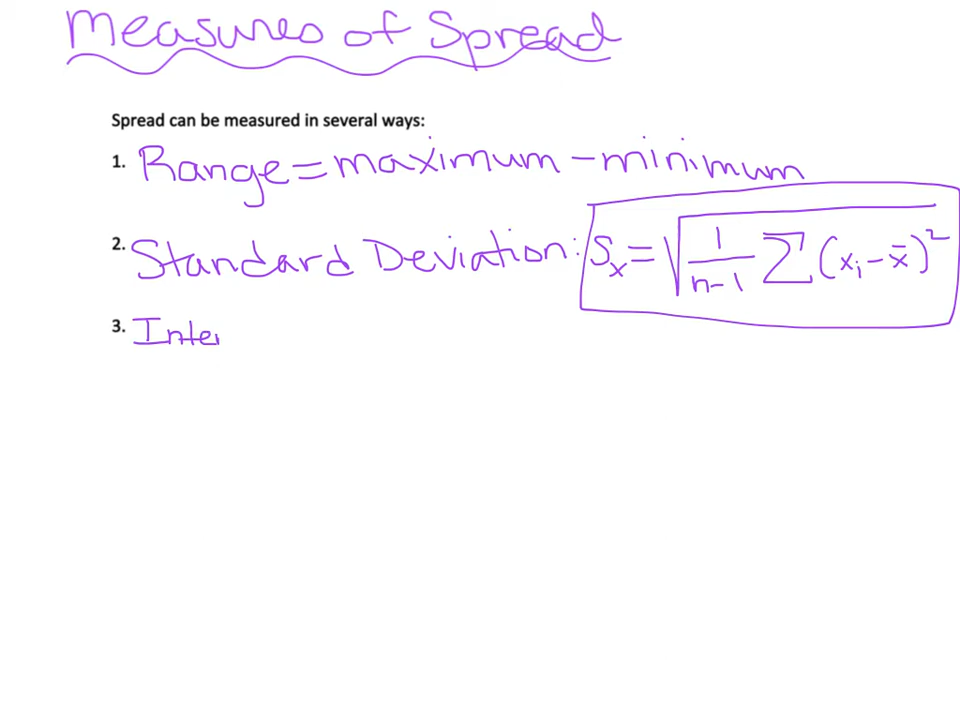 Measures of Spread
Spread can be measured in several ways:
1. Range = maximum - minimum
2. Standard Deviation: Sₓ = √(1/(n-1) ∑(xᵢ - x̄)²)
3. Inter